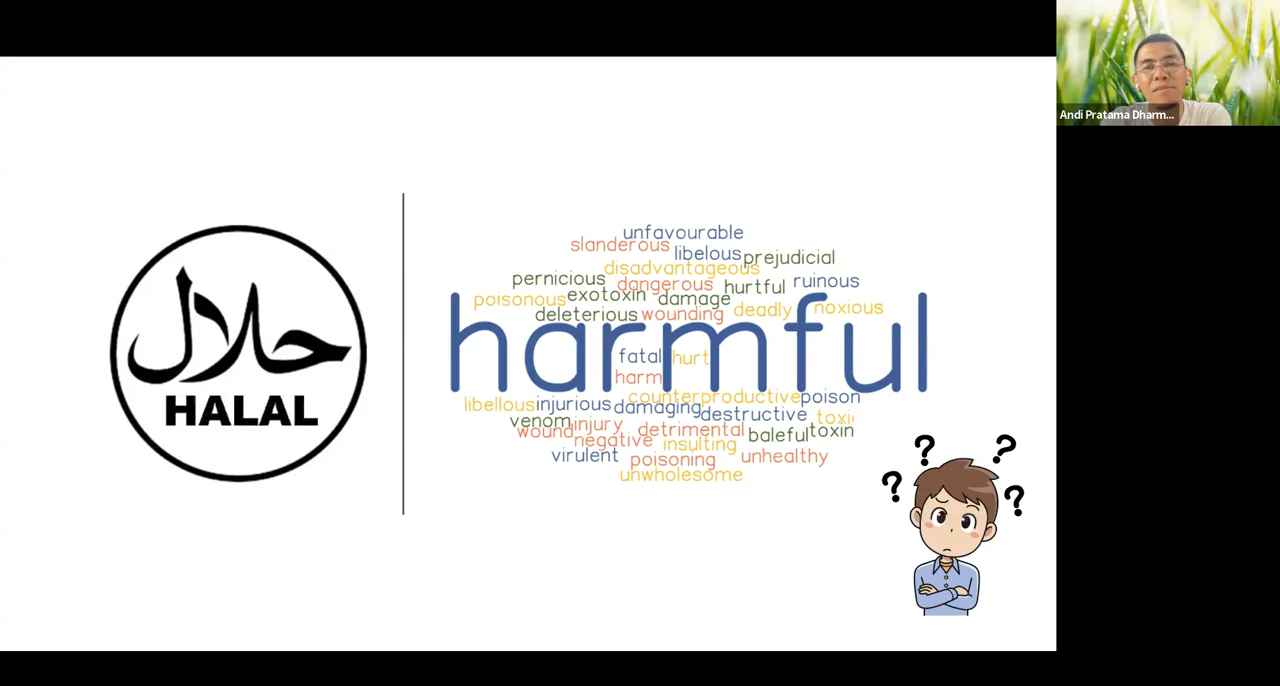 Andi Pratama Dharm...
حلال
HALAL
unfavourable
slanderous
libelous
prejudicial
disadvantageous
pernicious
dangerous
hurtful
ruinous
poisonous
exotoxin
damage
deadly
noxious
deleterious
wounding
harmful
fatal
hurt
harm
counterproductive
poison
libellous
injurious
damaging
destructive
toxic
venom
injury
wound
detrimental
baleful
toxin
negative
insulting
virulent
poisoning
unhealthy
unwholesome
? ? ? ?